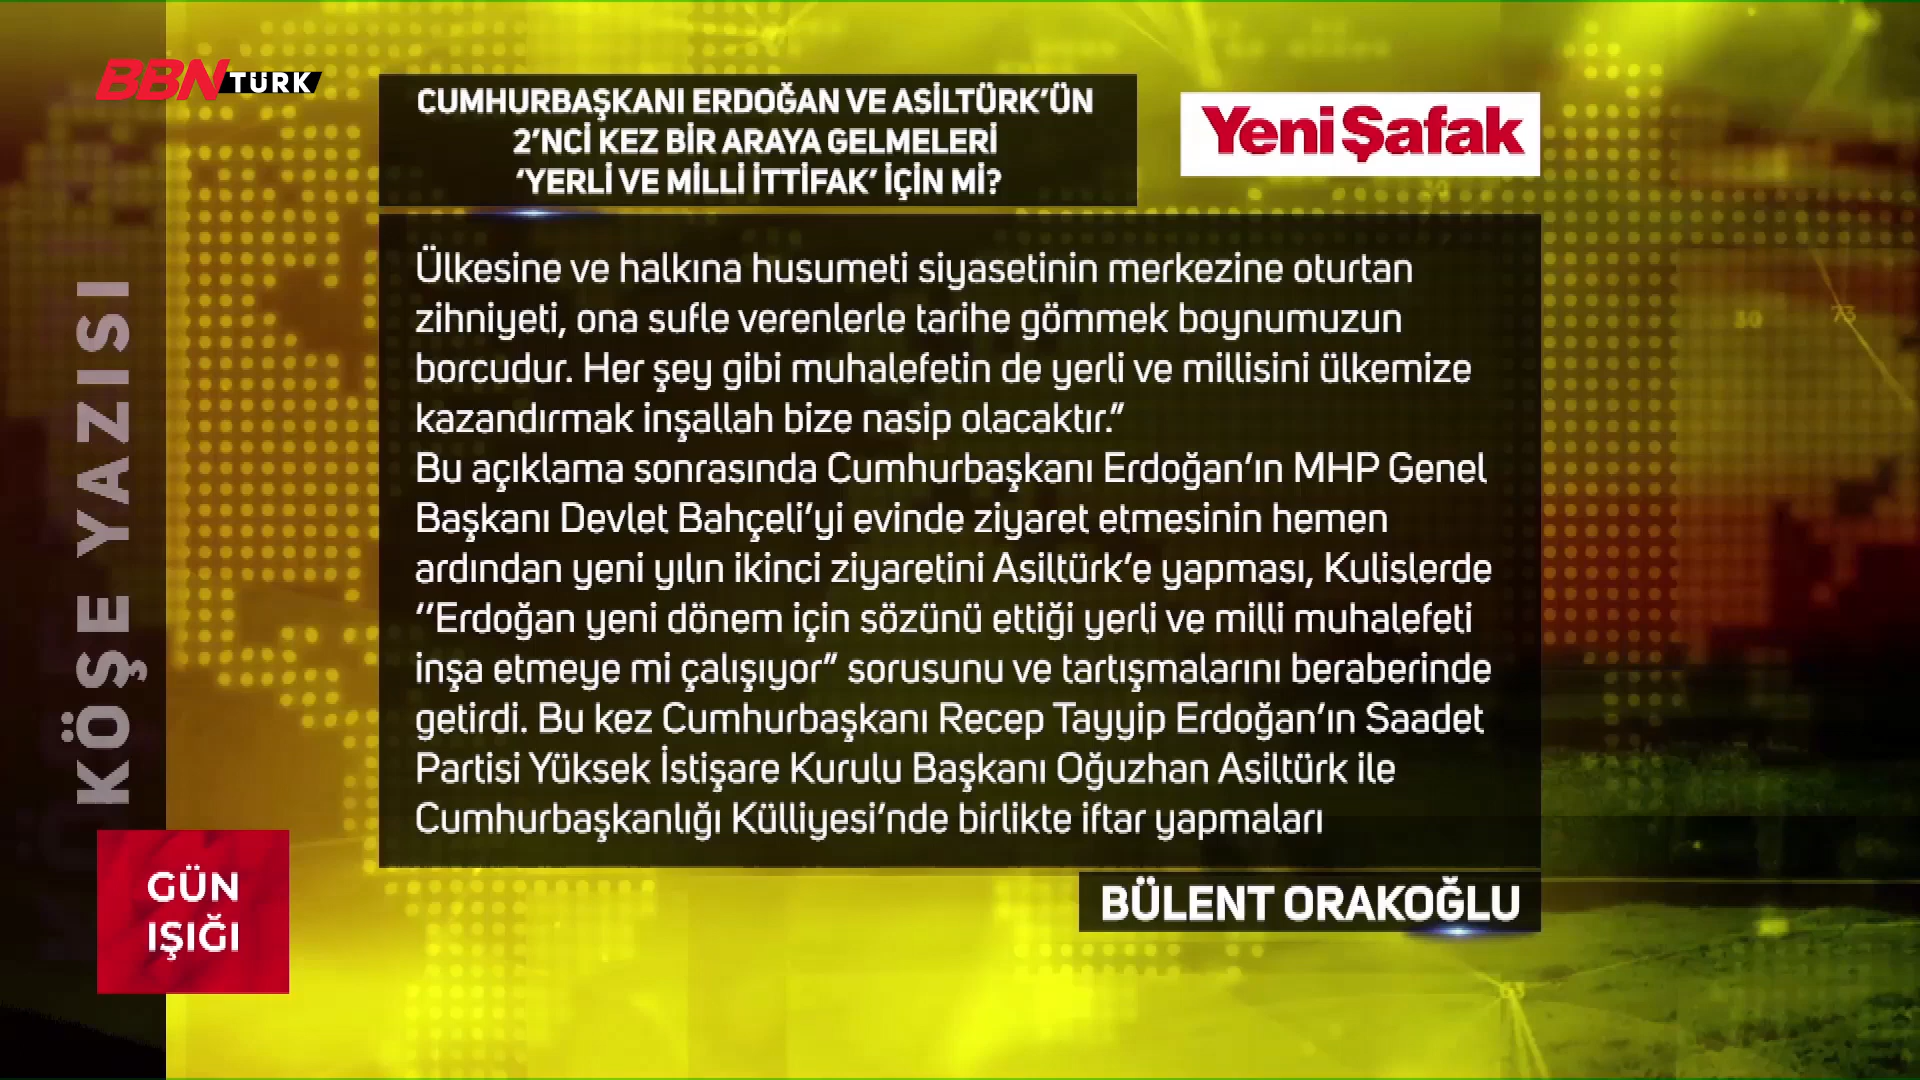 BBN TÜRK
CUMHURBAŞKANI ERDOĞAN VE ASİLTÜRK’ÜN
2’NCİ KEZ BİR ARAYA GELMELERİ
‘YERLİ VE MİLLİ İTTİFAK’ İÇİN Mİ?
Yeni Şafak
Ülkesine ve halkına husumeti siyasetinin merkezine oturtan
zihniyeti, ona sufle verenlerle tarihe gömmek boynumuzun
borcudur. Her şey gibi muhalefetin de yerli ve millisini ülkemize
kazandırmak inşallah bize nasip olacaktır.”
Bu açıklama sonrasında Cumhurbaşkanı Erdoğan’ın MHP Genel
Başkanı Devlet Bahçeli’yi evinde ziyaret etmesinin hemen
ardından yeni yılın ikinci ziyaretini Asiltürk’e yapması, Kulislerde
‘’Erdoğan yeni dönem için sözünü ettiği yerli ve milli muhalefeti
inşa etmeye mi çalışıyor” sorusunu ve tartışmalarını beraberinde
getirdi. Bu kez Cumhurbaşkanı Recep Tayyip Erdoğan’ın Saadet
Partisi Yüksek İstişare Kurulu Başkanı Oğuzhan Asiltürk ile
Cumhurbaşkanlığı Külliyesi’nde birlikte iftar yapmaları
BÜLENT ORAKOĞLU
KÖŞE YAZISI
GÜN
IŞIĞI
30
73
63